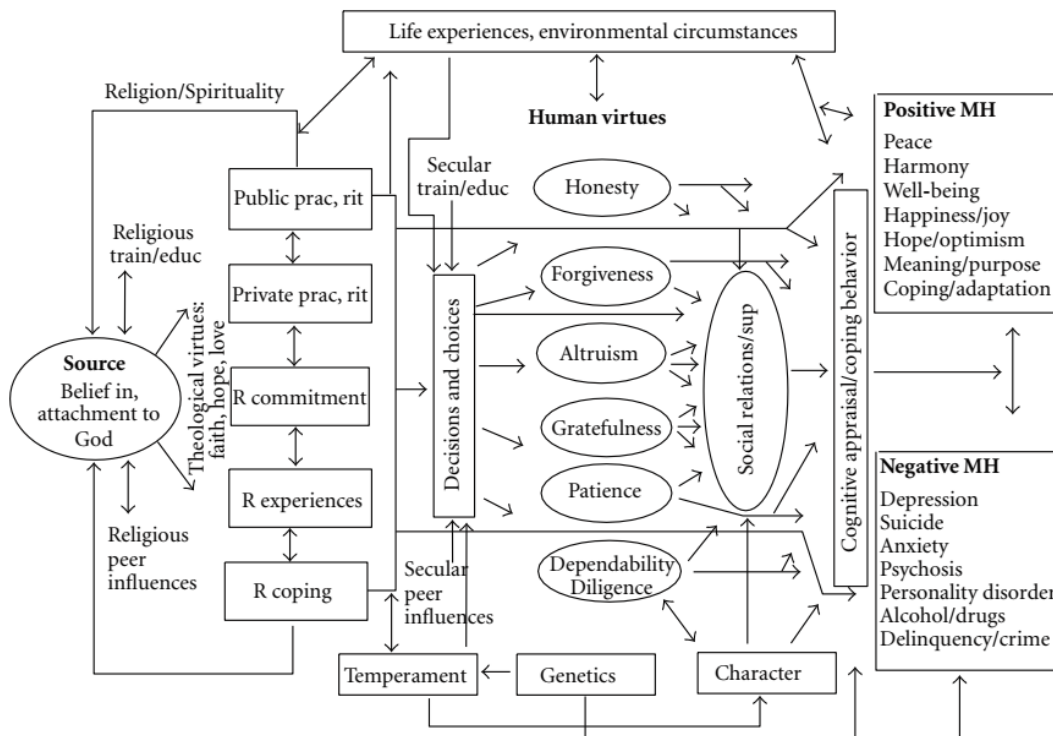 Life experiences, environmental circumstances
Religion/Spirituality
Human virtues
Positive MH
Peace
Harmony
Well-being
Happiness/joy
Hope/optimism
Meaning/purpose
Coping/adaptation
Secular
train/educ
Honesty
Public prac, rit
Religious
train/educ
Forgiveness
Private prac, rit
Theological virtues:
faith, hope, love
Source
Belief in,
attachment to
God
Altruism
R commitment
Decisions and choices
Social relations/sup
Cognitive appraisal/coping behavior
Gratefulness
Patience
R experiences
Negative MH
Depression
Suicide
Anxiety
Psychosis
Personality disorder
Alcohol/drugs
Delinquency/crime
Religious
peer
influences
R coping
Secular
peer
influences
Dependability
Diligence
Temperament
Genetics
Character